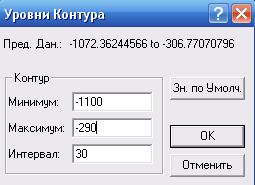 Уровни Контура
Пред. Дан.: -1072.36244566 to -306.77070796
Контур
Минимум: -1100
Максимум: -290
Интервал: 30
Зн. по Умолч.
OK
Отменить